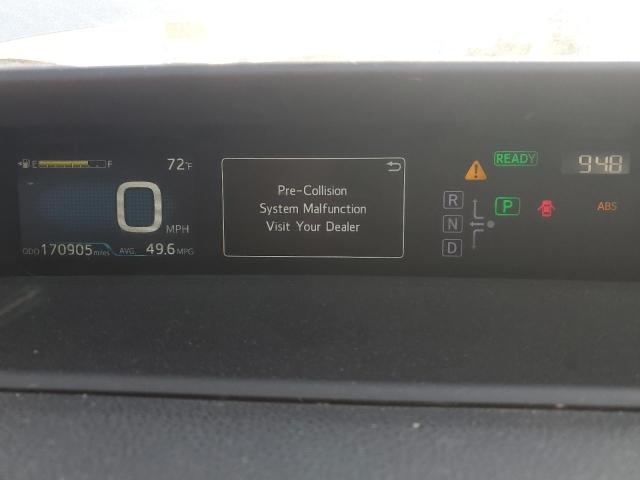 E F 72°F
0 MPH
ODO 170905 miles AVG. 49.6 MPG
Pre-Collision
System Malfunction
Visit Your Dealer
READY
9:48
R
N
D
P
ABS